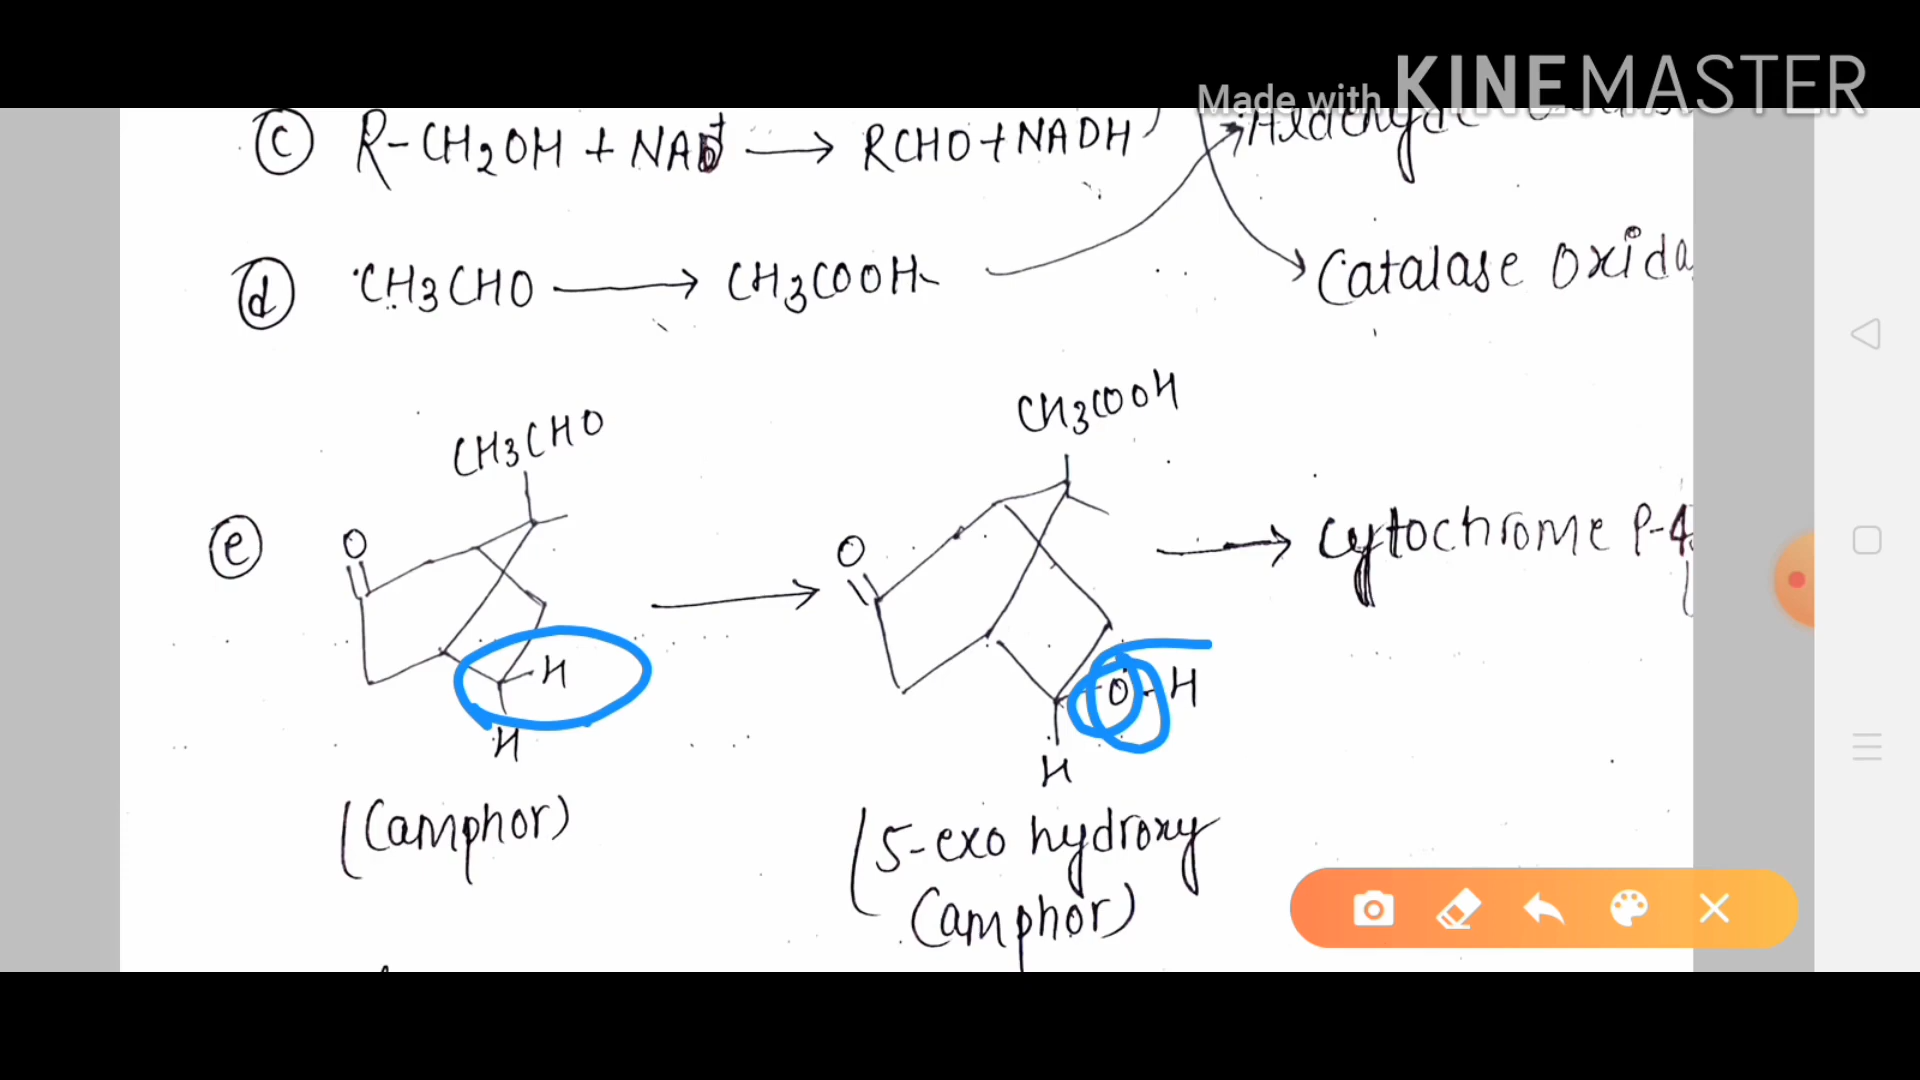 Made with KINEMASTER
(c) R-CH2OH + NAD+ → RCHO+NADH
(d) CH3CHO → CH3COOH
Catalase Oxida
CH3CHO
CH3COOH
(e) O
O
→ Cytochrome P-4
H
O-H
H
H
(Camphor)
(5-exo hydroxy
Camphor)